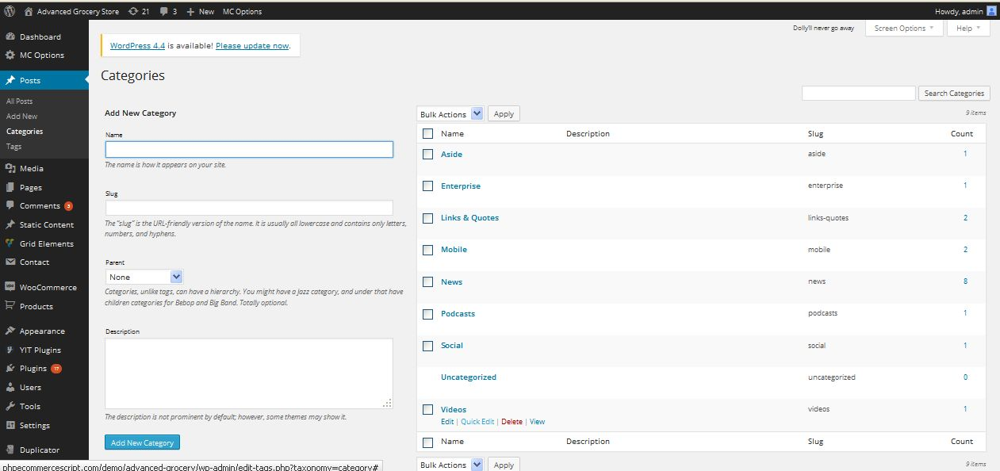 Advanced Grocery Store 21 3 New MC Options Howdy, admin
Dashboard
MC Options
Posts
All Posts
Add New
Categories
Tags
Media
Pages
Comments 3
Static Content
Grid Elements
Contact
WooCommerce
Products
Appearance
YIT Plugins
Plugins 17
Users
Tools
Settings
Duplicator
Dolly'll never go away Screen Options Help
WordPress 4.4 is available! Please update now.
Categories
Search Categories
Add New Category
Name
The name is how it appears on your site.
Slug
The “slug” is the URL-friendly version of the name. It is usually all lowercase and contains only letters,
numbers, and hyphens.
Parent
None
Categories, unlike tags, can have a hierarchy. You might have a Jazz category, and under that have
children categories for Bebop and Big Band. Totally optional.
Description
The description is not prominent by default; however, some themes may show it.
Add New Category
Bulk Actions Apply 9 items
Name Description Slug Count
Aside aside 1
Enterprise enterprise 1
Links & Quotes links-quotes 2
Mobile mobile 2
News news 8
Podcasts podcasts 1
Social social 1
Uncategorized uncategorized 0
Videos videos 1
Edit | Quick Edit | Delete | View
Name Description Slug Count
Bulk Actions Apply 9 items
phpecommercescript.com/demo/advanced-grocery/wp-admin/edit-tags.php?taxonomy=category#